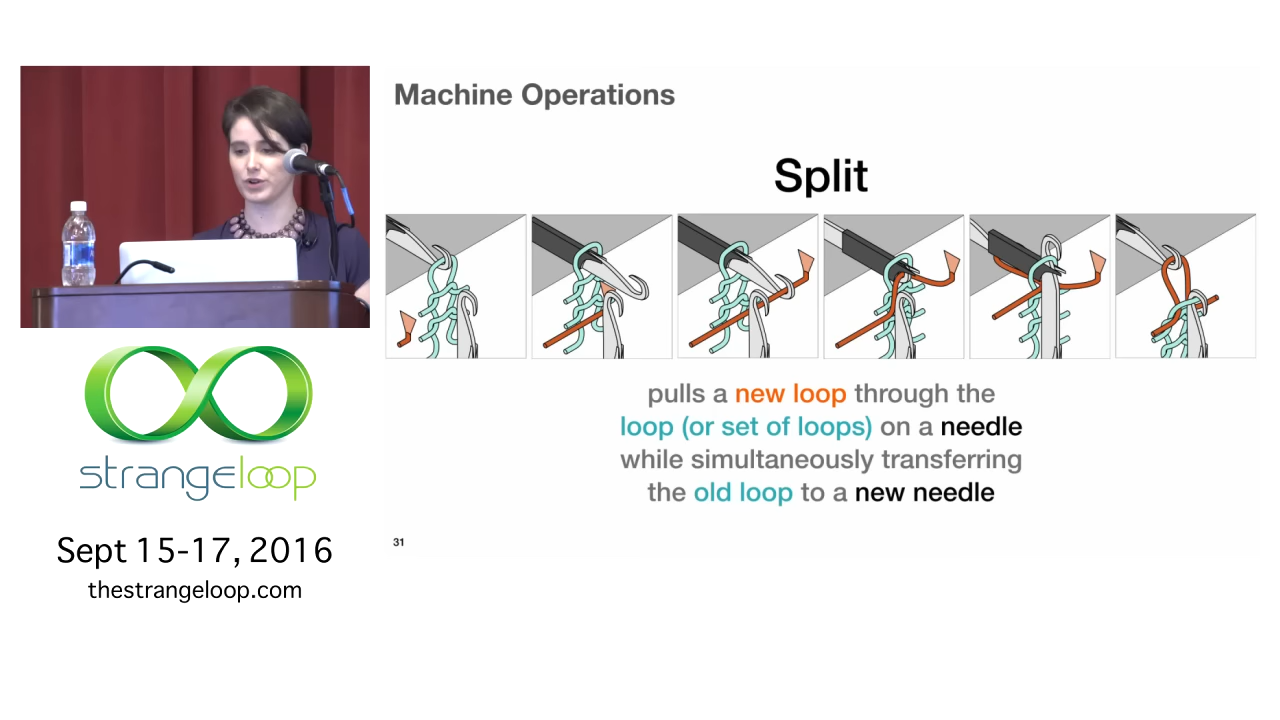 Machine Operations
Split
pulls a new loop through the
loop (or set of loops) on a needle
while simultaneously transferring
the old loop to a new needle
31
strangeloop
Sept 15-17, 2016
thestrangeloop.com